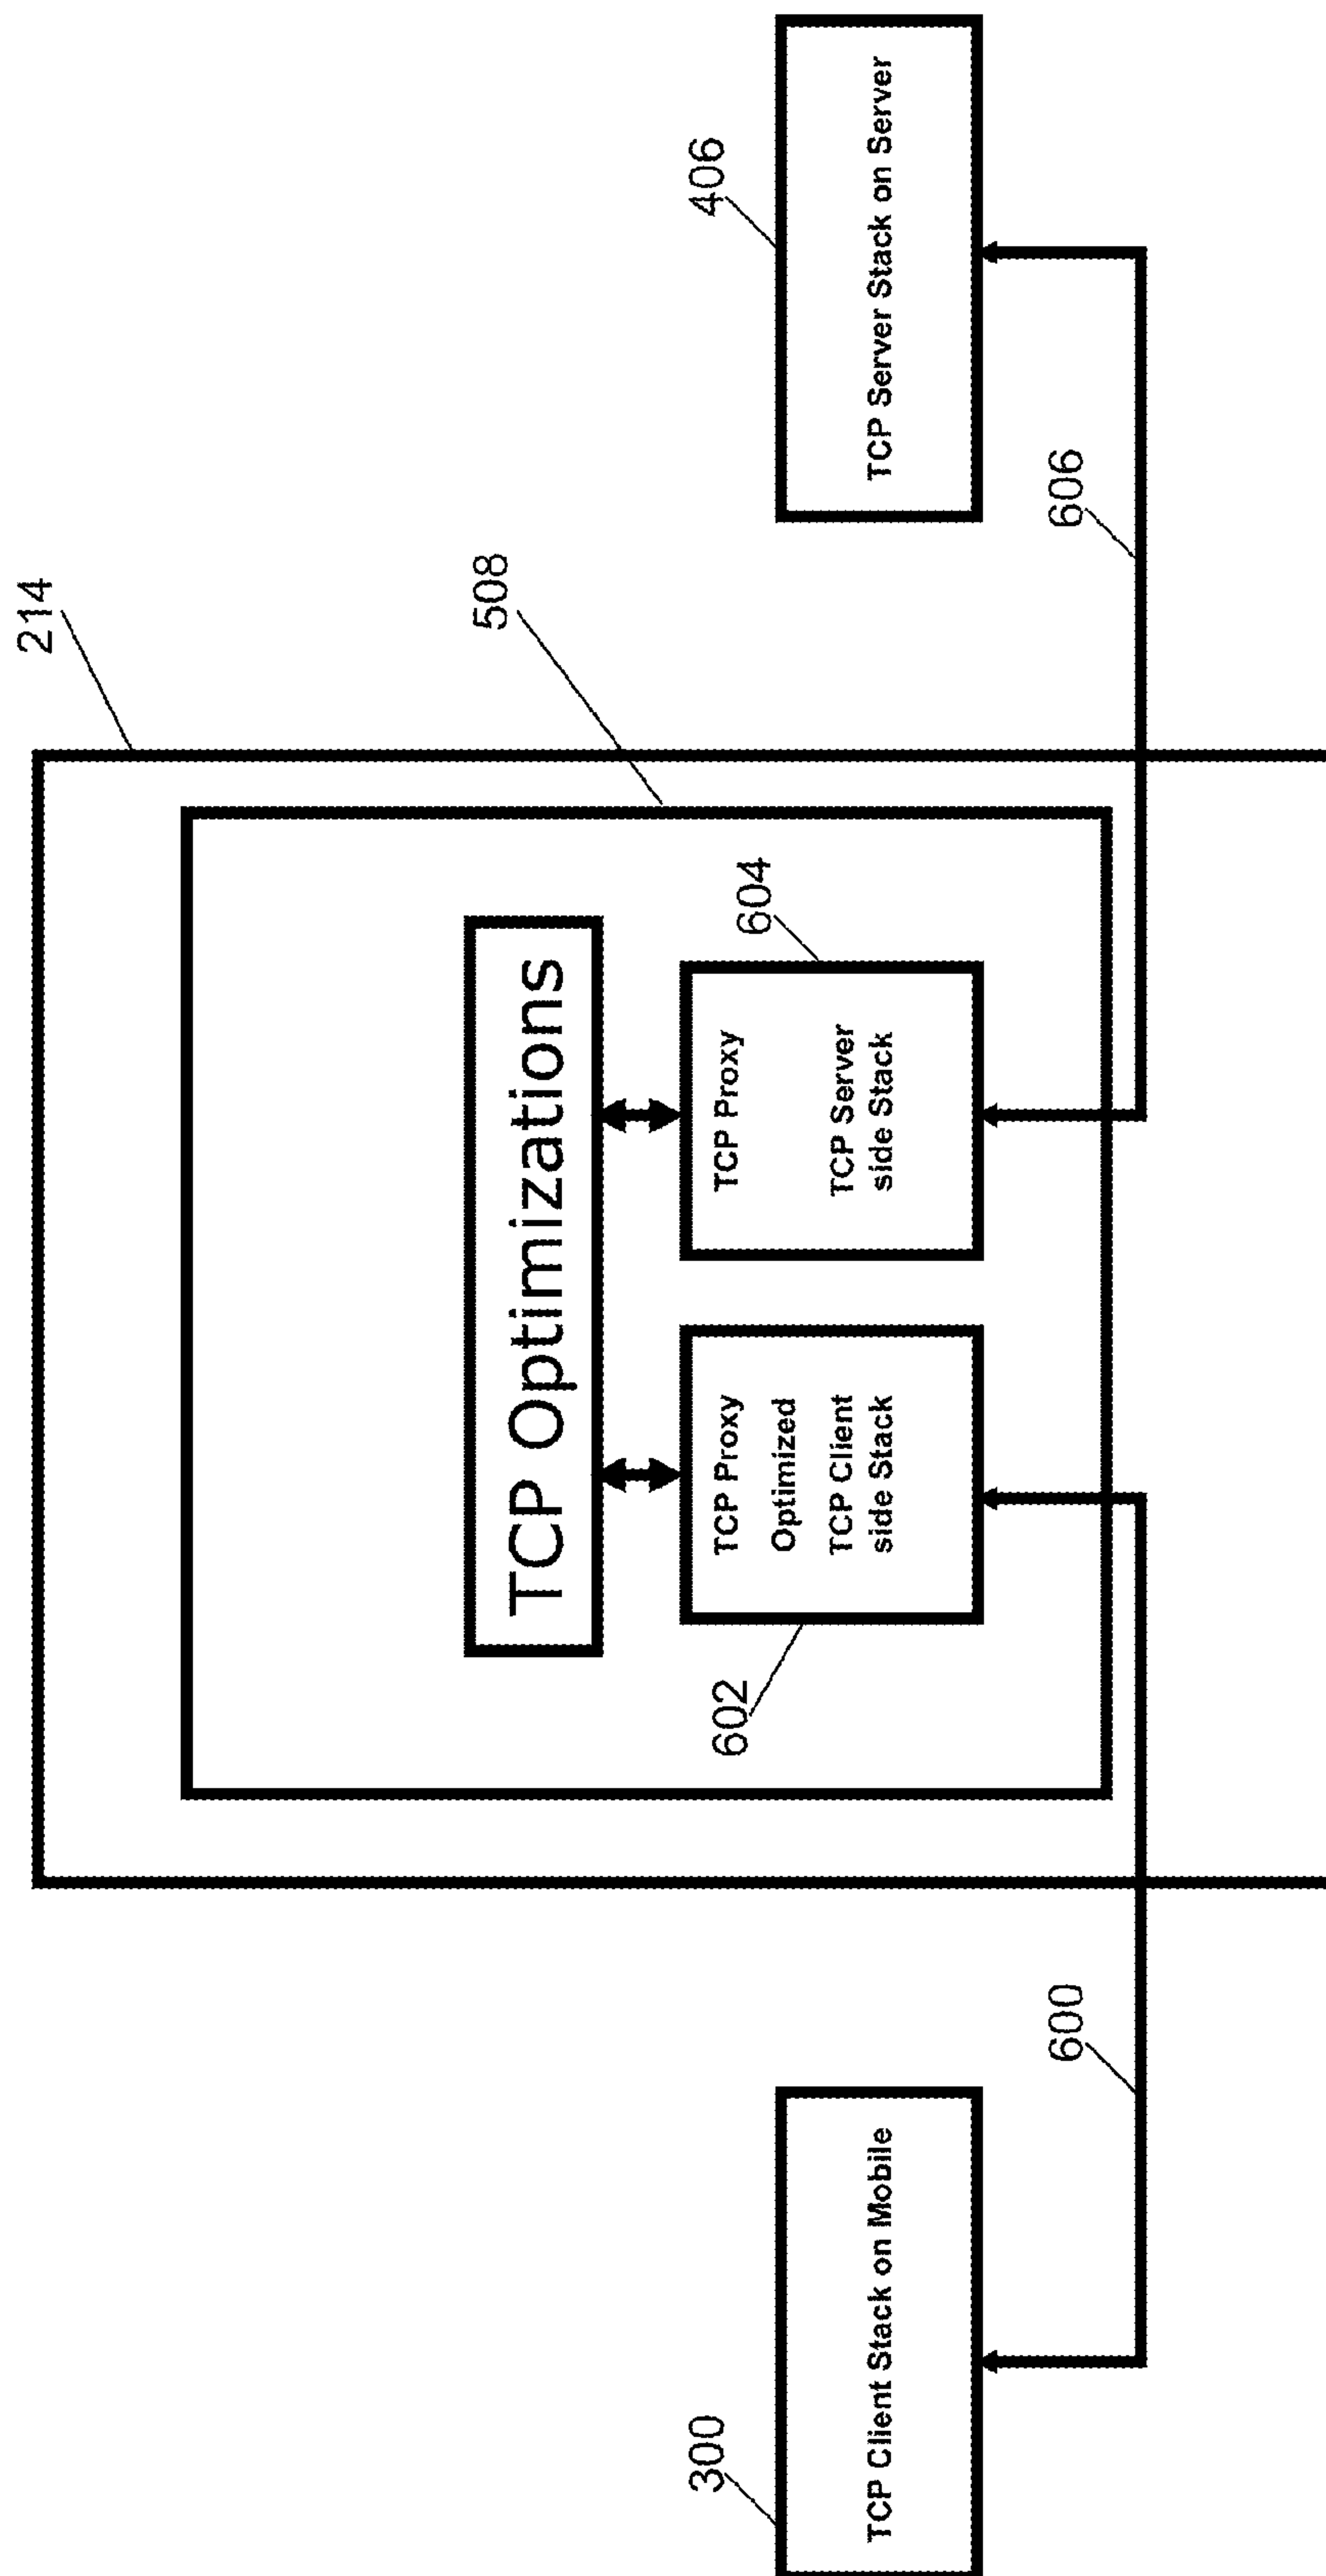 214
508
TCP Optimizations
300
TCP Client Stack on Mobile
602
TCP Proxy
Optimized
TCP Client
side Stack
604
TCP Proxy
TCP Server
side Stack
406
TCP Server Stack on Server
600
606